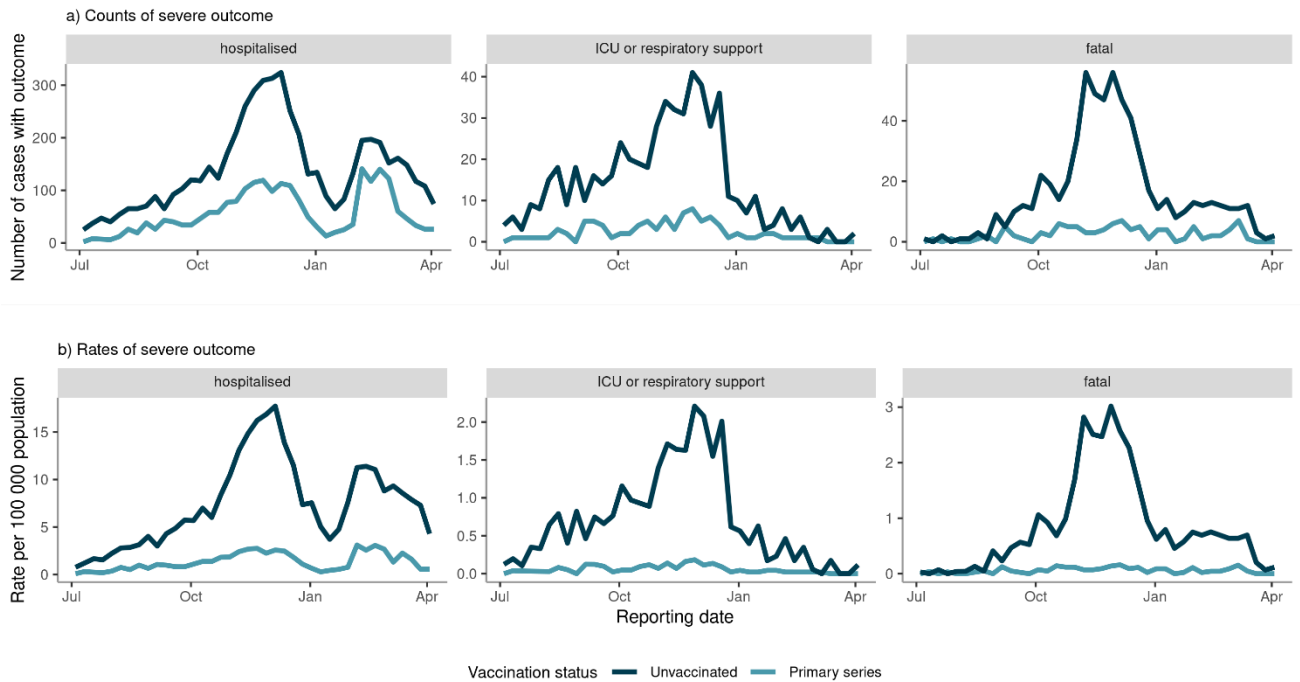 a) Counts of severe outcome
hospitalised
ICU or respiratory support
fatal
Number of cases with outcome
300
200
100
0
Jul
Oct
Jan
Apr
40
30
20
10
0
Jul
Oct
Jan
Apr
40
20
0
Jul
Oct
Jan
Apr
b) Rates of severe outcome
hospitalised
ICU or respiratory support
fatal
Rate per 100 000 population
15
10
5
0
Jul
Oct
Jan
Apr
2.0
1.5
1.0
0.5
0.0
Jul
Oct
Jan
Apr
3
2
1
0
Jul
Oct
Jan
Apr
Reporting date
Vaccination status Unvaccinated Primary series